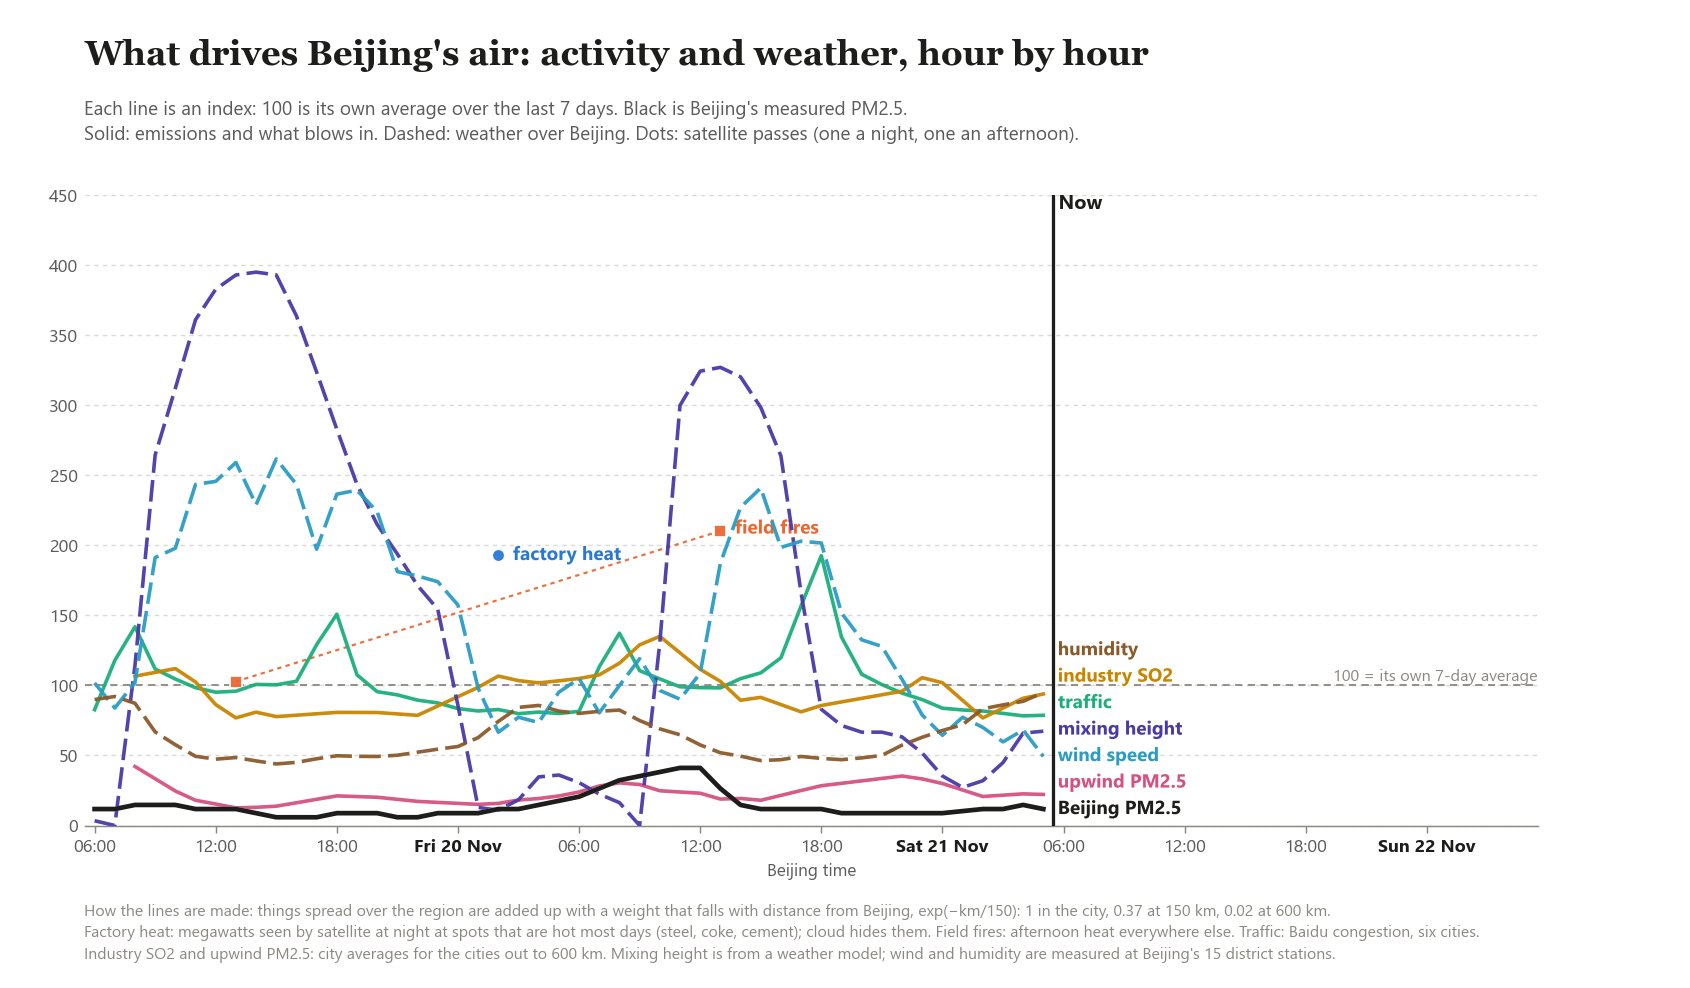 What drives Beijing's air: activity and weather, hour by hour
Each line is an index: 100 is its own average over the last 7 days. Black is Beijing's measured PM2.5.
Solid: emissions and what blows in. Dashed: weather over Beijing. Dots: satellite passes (one a night, one an afternoon).
450
Now
400
350
300
250
200
field fires
factory heat
150
humidity
industry SO2
100 = its own 7-day average
100
traffic
mixing height
wind speed
50
upwind PM2.5
Beijing PM2.5
0
06:00 12:00 18:00 Fri 20 Nov 06:00 12:00 18:00 Sat 21 Nov 06:00 12:00 18:00 Sun 22 Nov
Beijing time
How the lines are made: things spread over the region are added up with a weight that falls with distance from Beijing, exp(−km/150): 1 in the city, 0.37 at 150 km, 0.02 at 600 km.
Factory heat: megawatts seen by satellite at night at spots that are hot most days (steel, coke, cement); cloud hides them. Field fires: afternoon heat everywhere else. Traffic: Baidu congestion, six cities.
Industry SO2 and upwind PM2.5: city averages for the cities out to 600 km. Mixing height is from a weather model; wind and humidity are measured at Beijing's 15 district stations.